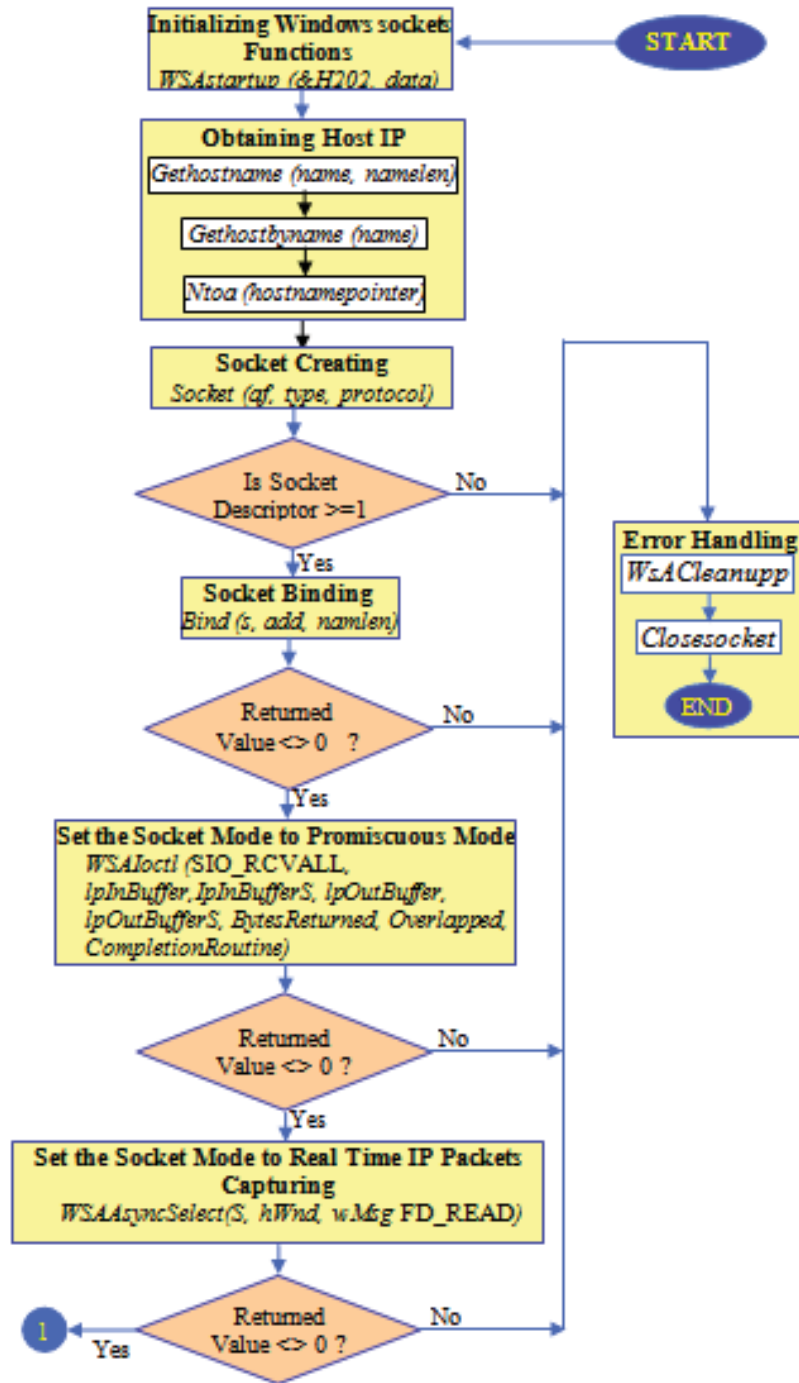 Initializing Windows sockets
Functions
WSAstartup (&H202, data)
START
Obtaining Host IP
Gethostname (name, namelen)
Gethostbyname (name)
Ntoa (hostnamepointer)
Socket Creating
Socket (af, type, protocol)
Is Socket
Descriptor >=1
No
Yes
Socket Binding
Bind (s, add, namlen)
Returned
Value <> 0 ?
No
Yes
Set the Socket Mode to Promiscuous Mode
WSAIoctl (SIO_RCVALL,
lpInBuffer, IpInBufferS, lpOutBuffer,
lpOutBufferS, BytesReturned, Overlapped,
CompletionRoutine)
Returned
Value <> 0 ?
No
Yes
Set the Socket Mode to Real Time IP Packets
Capturing
WSAAsyncSelect(S, hWnd, wMsg FD_READ)
Returned
Value <> 0 ?
No
Yes
1
Error Handling
WsACleanupp
Closesocket
END